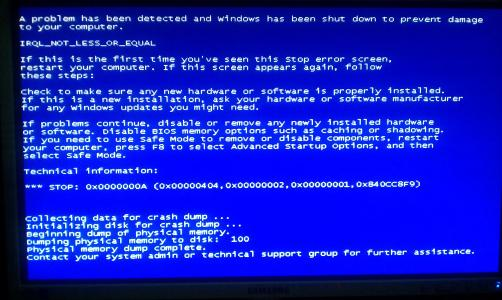 A problem has been detected and Windows has been shut down to prevent damage
to your computer.
IRQL_NOT_LESS_OR_EQUAL
If this is the first time you've seen this Stop error screen,
restart your computer. If this screen appears again, follow
these steps:
Check to make sure any new hardware or software is properly installed.
If this is a new installation, ask your hardware or software manufacturer
for any Windows updates you might need.
If problems continue, disable or remove any newly installed hardware
or software. Disable BIOS memory options such as caching or shadowing.
If you need to use Safe Mode to remove or disable components, restart
your computer, press F8 to select Advanced Startup Options, and then
select Safe Mode.
Technical information:
*** STOP: 0x0000000A (0x00000404,0x00000002,0x00000001,0x840CC8F9)
Collecting data for crash dump ...
Initializing disk for crash dump ...
Beginning dump of physical memory.
Dumping physical memory to disk: 100
Physical memory dump complete.
Contact your system admin or technical support group for further assistance.
SAMSUNG